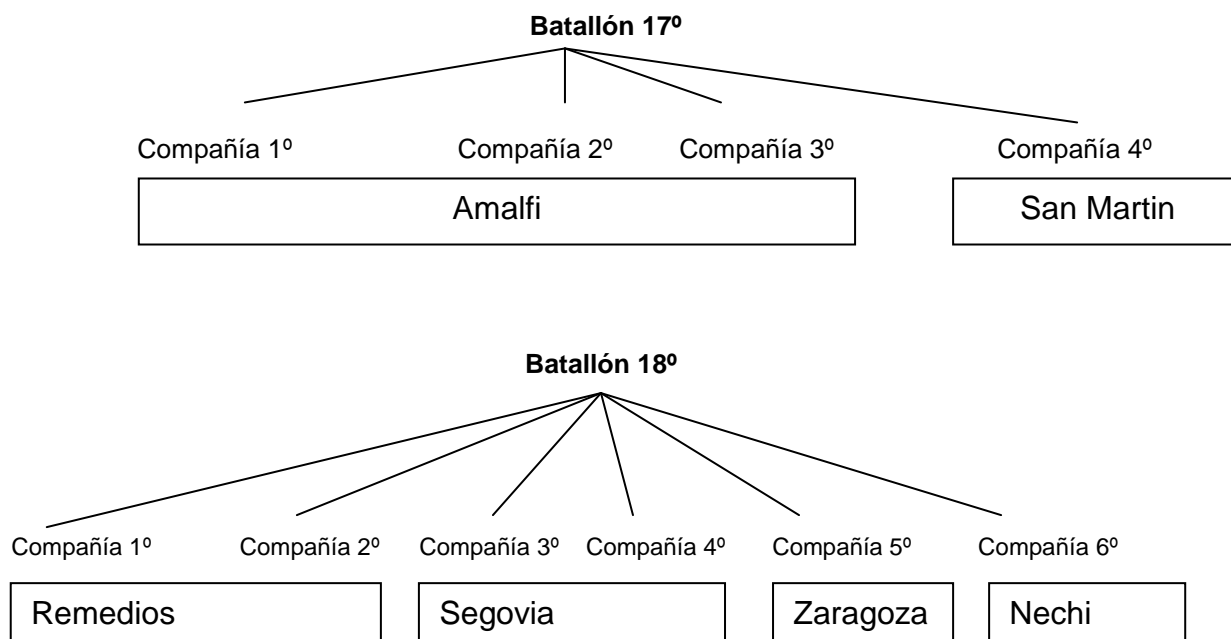 Batallón 17º
Compañía 1º Compañía 2º Compañía 3º Compañía 4º
Amalfi San Martin
Batallón 18º
Compañía 1º Compañía 2º Compañía 3º Compañía 4º Compañía 5º Compañía 6º
Remedios Segovia Zaragoza Nechi